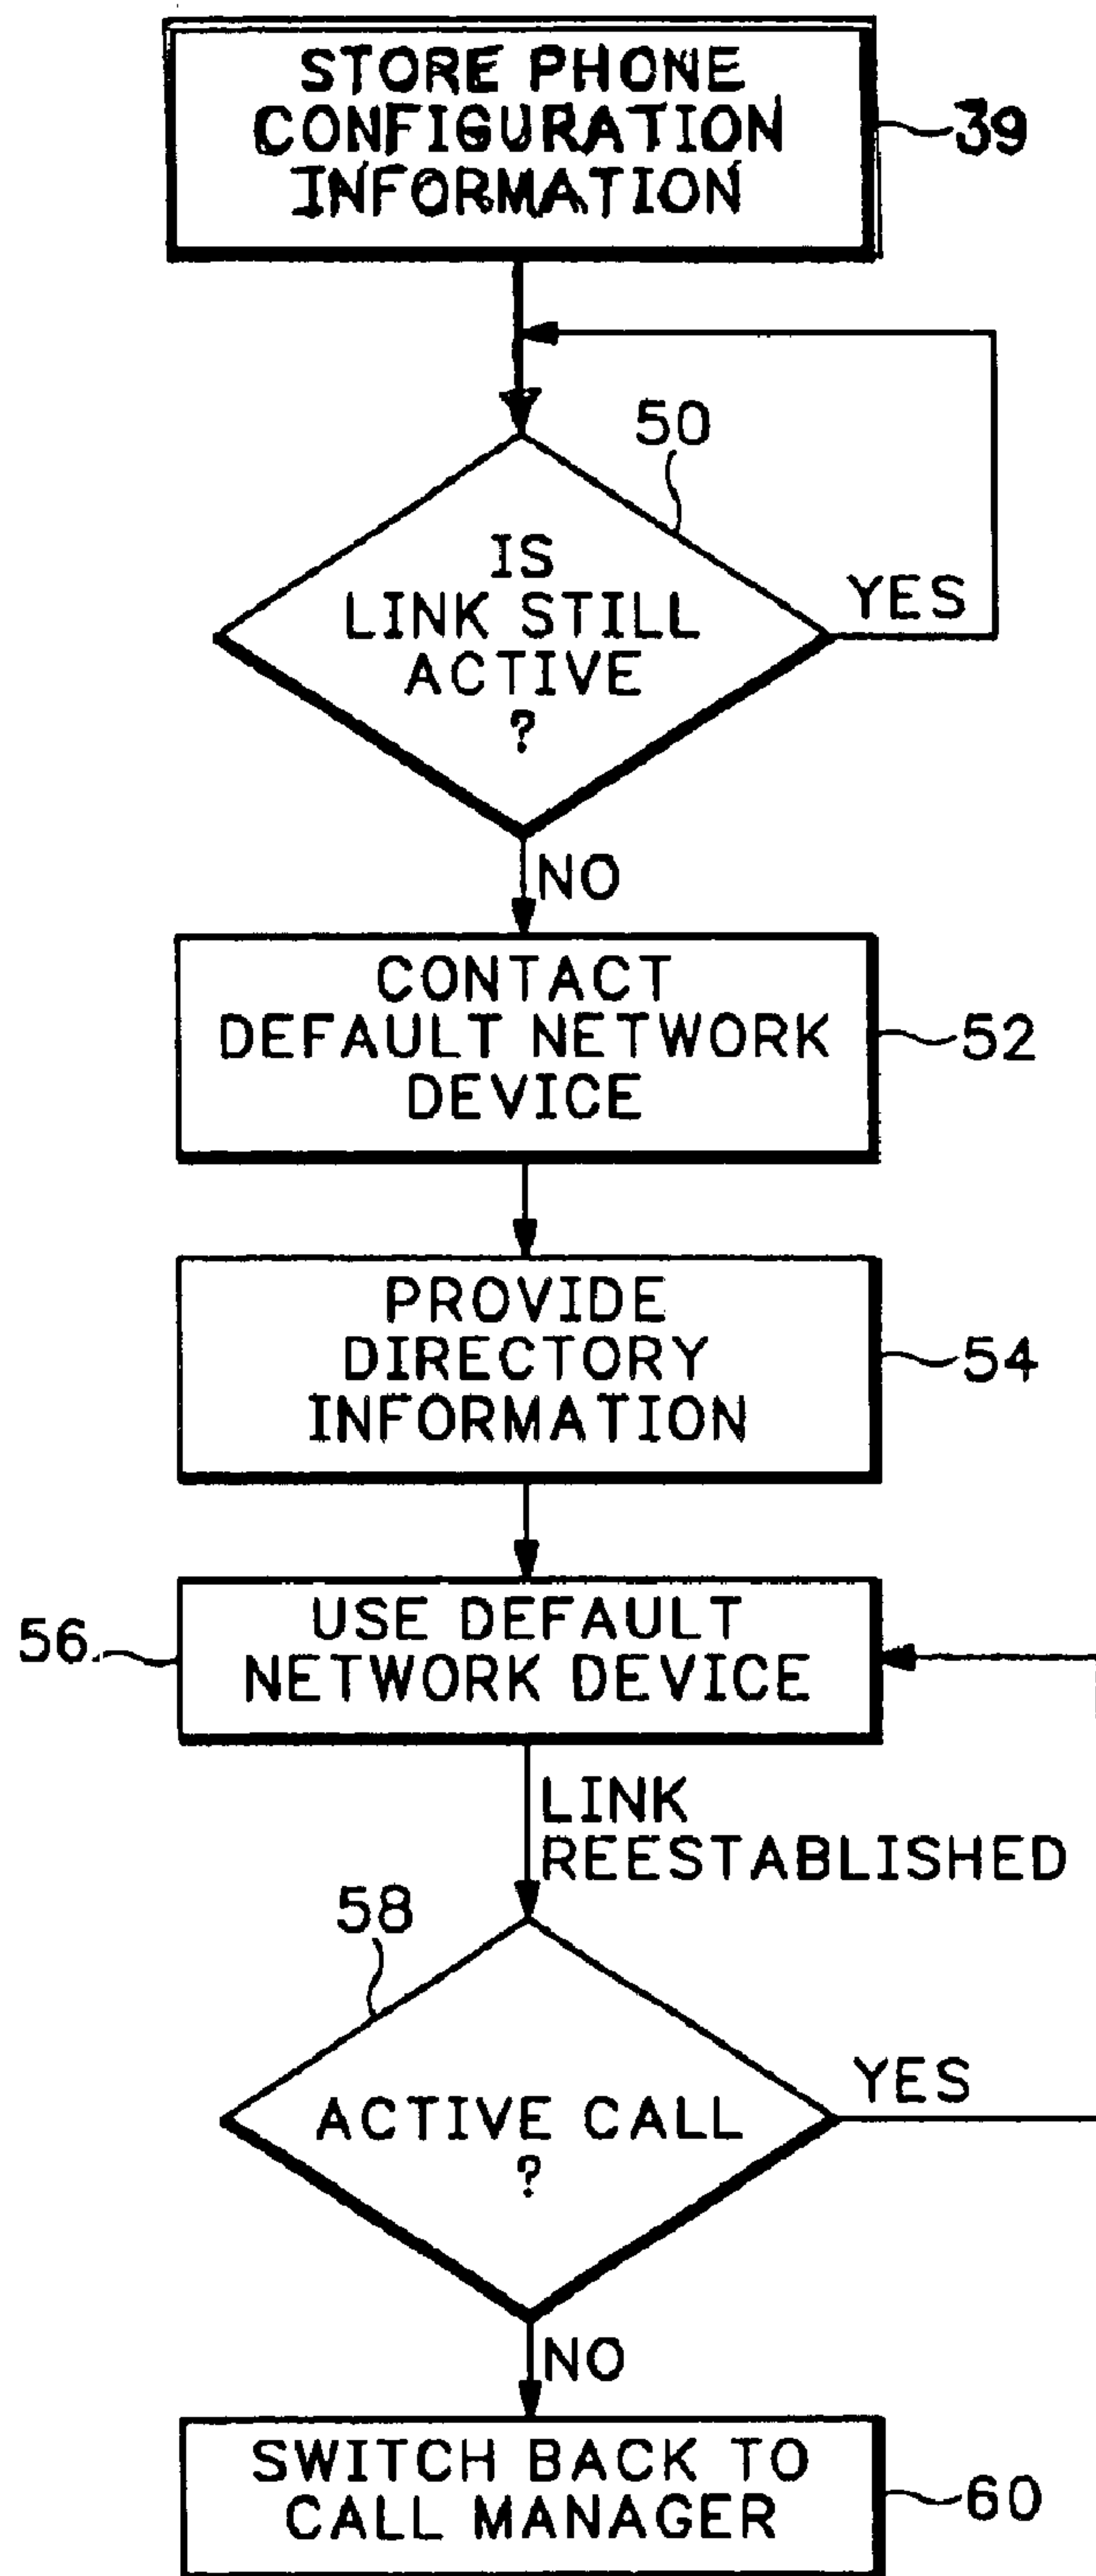 STORE PHONE
CONFIGURATION
INFORMATION
39
50
IS
LINK STILL
ACTIVE
?
YES
NO
CONTACT
DEFAULT NETWORK
DEVICE
52
PROVIDE
DIRECTORY
INFORMATION
54
56
USE DEFAULT
NETWORK DEVICE
LINK
REESTABLISHED
58
ACTIVE CALL
?
YES
NO
SWITCH BACK TO
CALL MANAGER
60